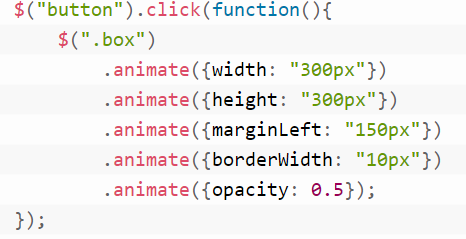 $("button").click(function(){
    $(".box")
        .animate({width: "300px"})
        .animate({height: "300px"})
        .animate({marginLeft: "150px"})
        .animate({borderWidth: "10px"})
        .animate({opacity: 0.5});
});